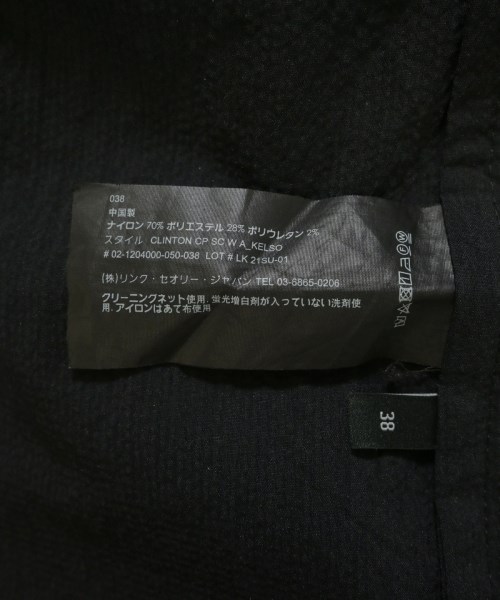 038
中国製
ナイロン 70% ポリエステル 28% ポリウレタン 2%
スタイル CLINTON CP SC W A_KELSO
# 02-1204000-050-038 LOT # LK 21SU-01
(株)リンク・セオリー・ジャパン TEL 03-6865-0206
クリーニングネット使用、蛍光増白剤が入っていない洗剤使
用、アイロンはあて布使用
38